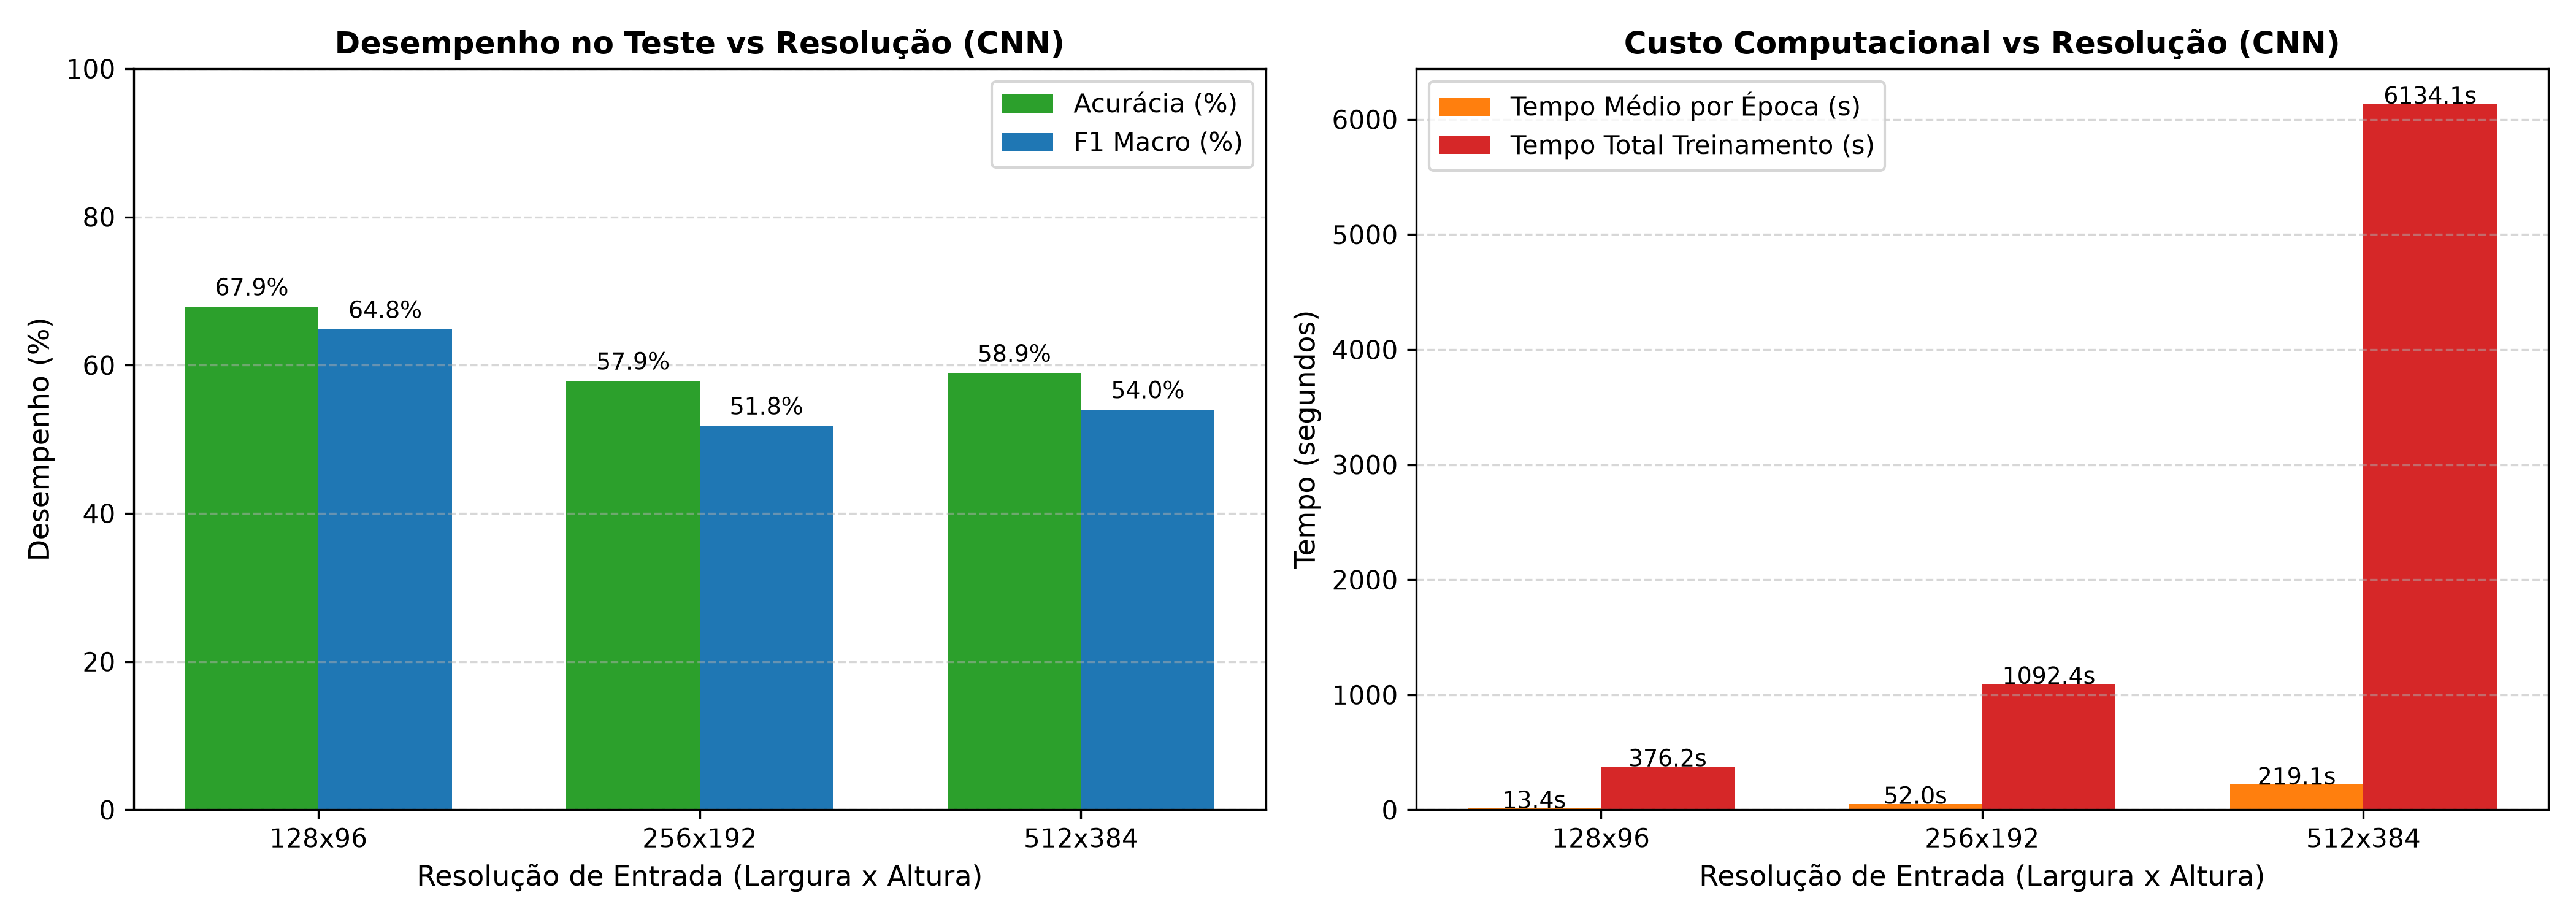 Desempenho no Teste vs Resolução (CNN)
100
80
60
40
20
0
Desempenho (%)
Acurácia (%)
F1 Macro (%)
67.9%
64.8%
57.9%
51.8%
58.9%
54.0%
128x96
256x192
512x384
Resolução de Entrada (Largura x Altura)
Custo Computacional vs Resolução (CNN)
6000
5000
4000
3000
2000
1000
0
Tempo (segundos)
Tempo Médio por Época (s)
Tempo Total Treinamento (s)
13.4s
376.2s
52.0s
1092.4s
219.1s
6134.1s
128x96
256x192
512x384
Resolução de Entrada (Largura x Altura)